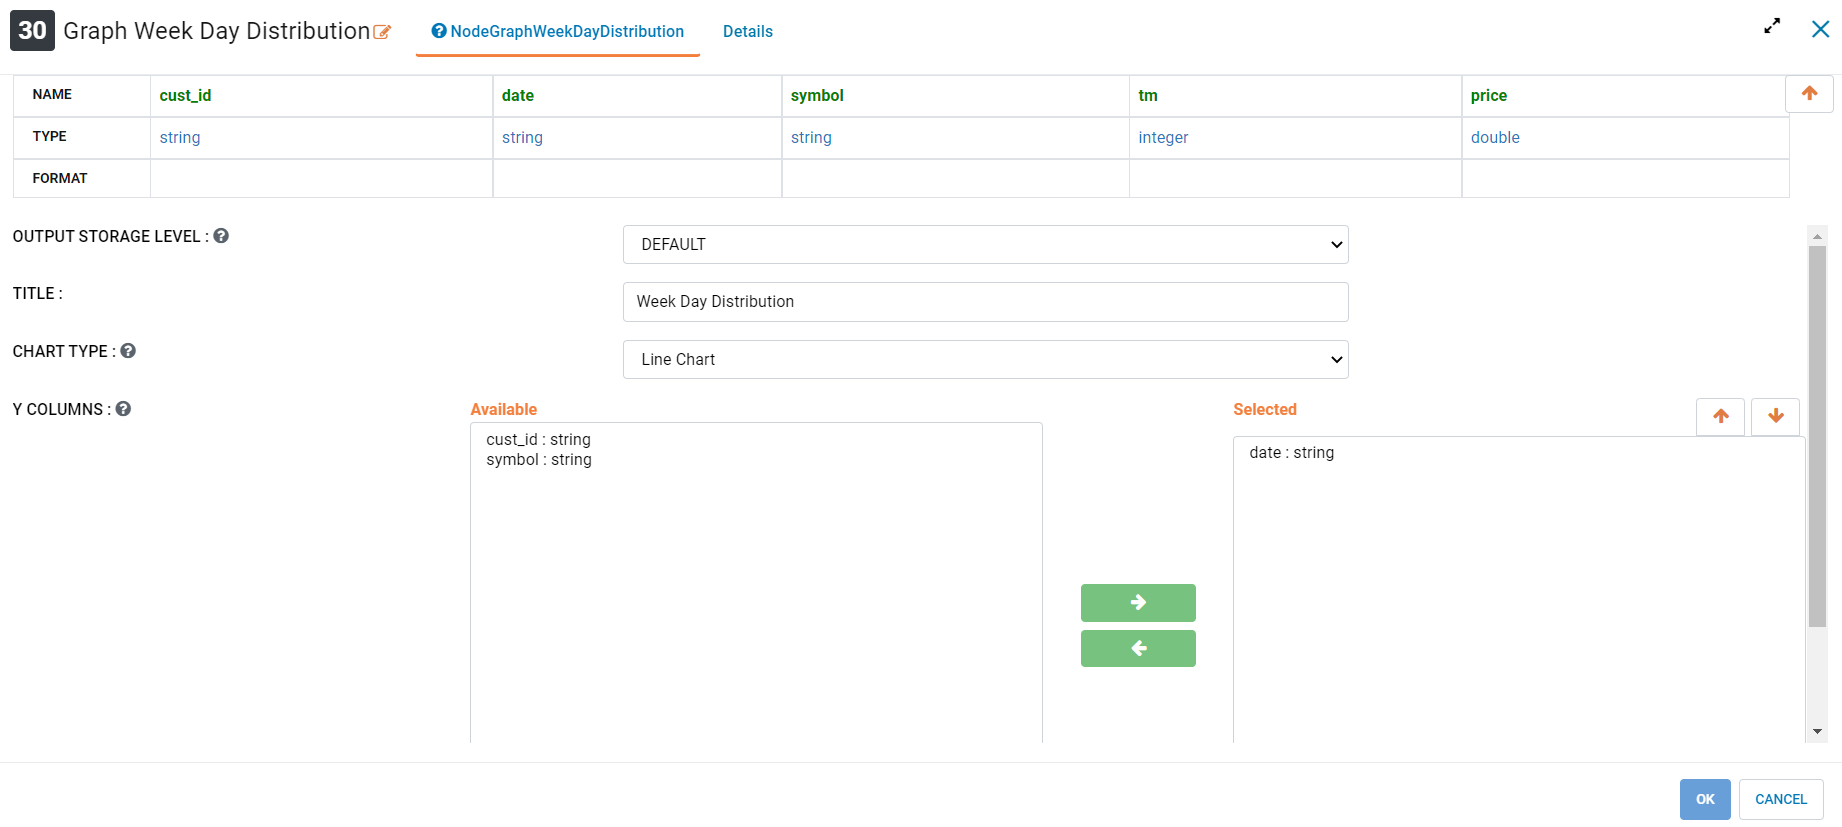 30 Graph Week Day Distribution NodeGraphWeekDayDistribution Details
NAME cust_id date symbol tm price
TYPE string string string integer double
FORMAT
OUTPUT STORAGE LEVEL : DEFAULT
TITLE : Week Day Distribution
CHART TYPE : Line Chart
Y COLUMNS : Available Selected
cust_id : string
symbol : string
date : string
OK CANCEL